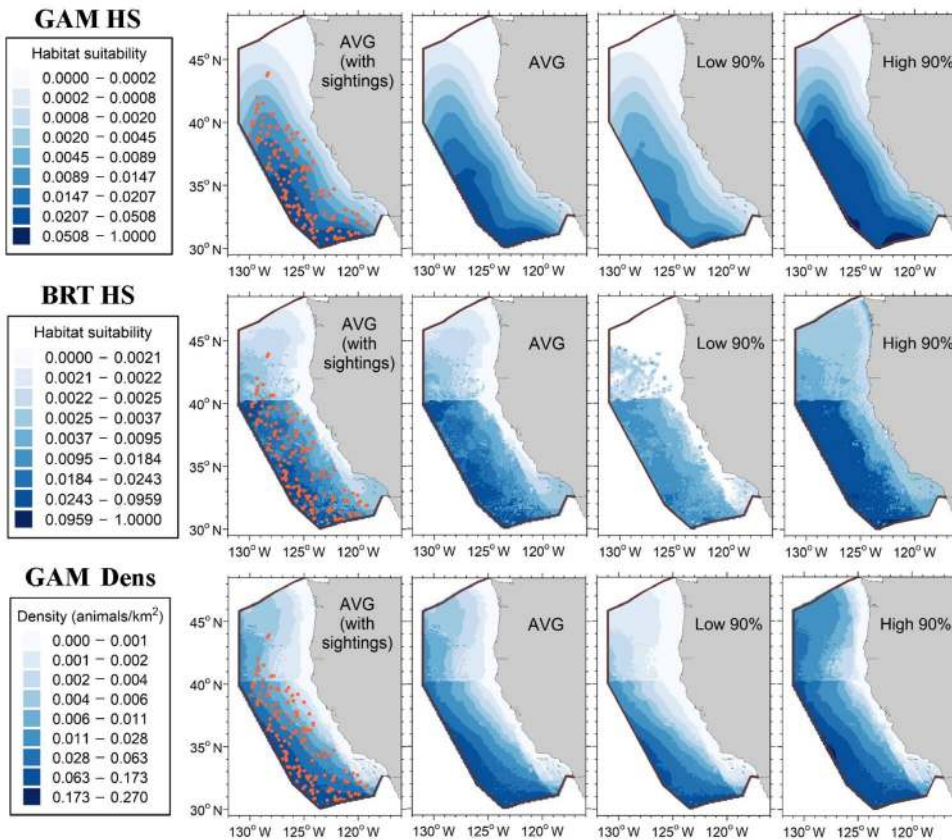 GAM HS
Habitat suitability
0.0000 – 0.0002
0.0002 – 0.0008
0.0008 – 0.0020
0.0020 – 0.0045
0.0045 – 0.0089
0.0089 – 0.0147
0.0147 – 0.0207
0.0207 – 0.0508
0.0508 – 1.0000
45° N
40° N
35° N
30° N
AVG
(with
sightings)
AVG
Low 90%
High 90%
130° W 125° W 120° W
130° W 125° W 120° W
130° W 125° W 120° W
130° W 125° W 120° W
BRT HS
Habitat suitability
0.0000 – 0.0021
0.0021 – 0.0022
0.0022 – 0.0025
0.0025 – 0.0037
0.0037 – 0.0095
0.0095 – 0.0184
0.0184 – 0.0243
0.0243 – 0.0959
0.0959 – 1.0000
45° N
40° N
35° N
30° N
AVG
(with
sightings)
AVG
Low 90%
High 90%
130° W 125° W 120° W
130° W 125° W 120° W
130° W 125° W 120° W
130° W 125° W 120° W
GAM Dens
Density (animals/km²)
0.000 – 0.001
0.001 – 0.002
0.002 – 0.004
0.004 – 0.006
0.006 – 0.011
0.011 – 0.028
0.028 – 0.063
0.063 – 0.173
0.173 – 0.270
45° N
40° N
35° N
30° N
AVG
(with
sightings)
AVG
Low 90%
High 90%
130° W 125° W 120° W
130° W 125° W 120° W
130° W 125° W 120° W
130° W 125° W 120° W